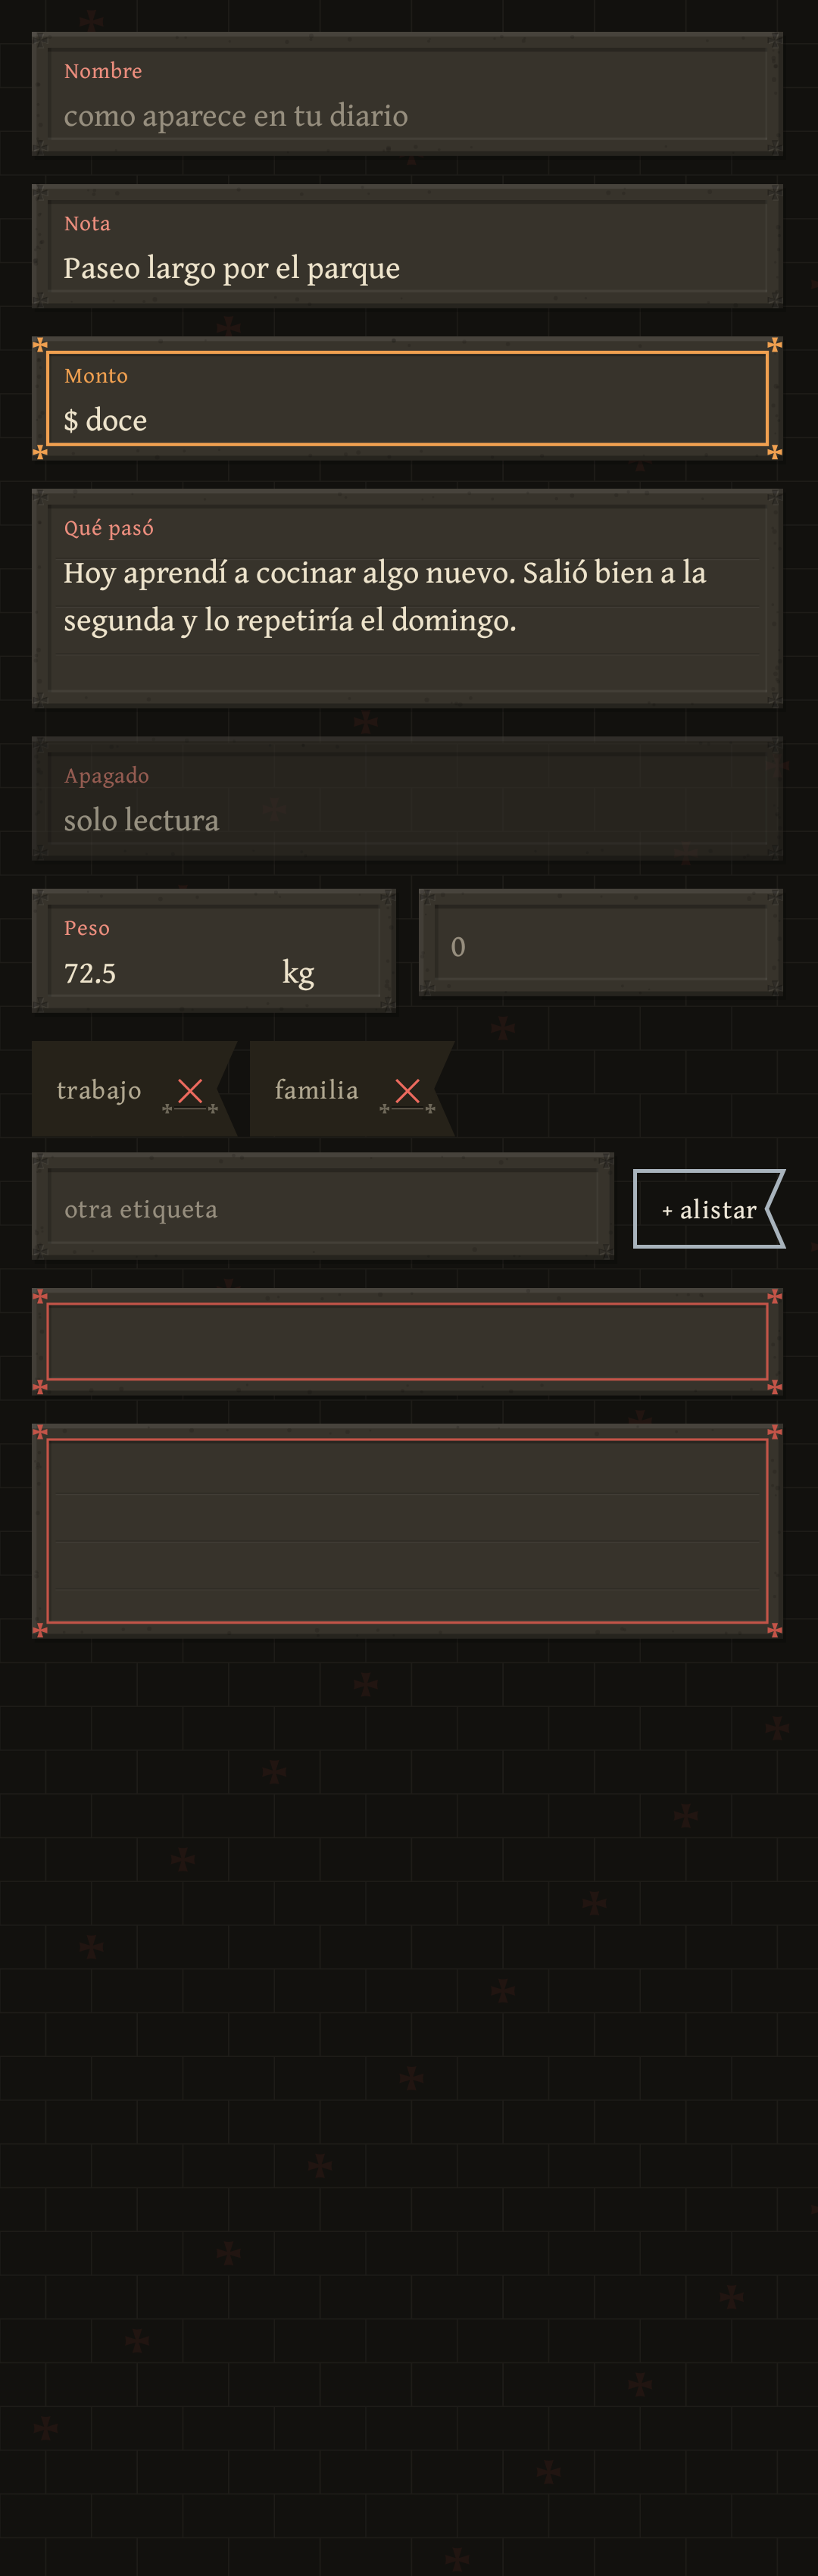 Nombre
como aparece en tu diario
Nota
Paseo largo por el parque
Monto
$ doce
Qué pasó
Hoy aprendí a cocinar algo nuevo. Salió bien a la
segunda y lo repetiría el domingo.
Apagado
solo lectura
Peso
72.5 kg
0
trabajo
familia
otra etiqueta
+ alistar